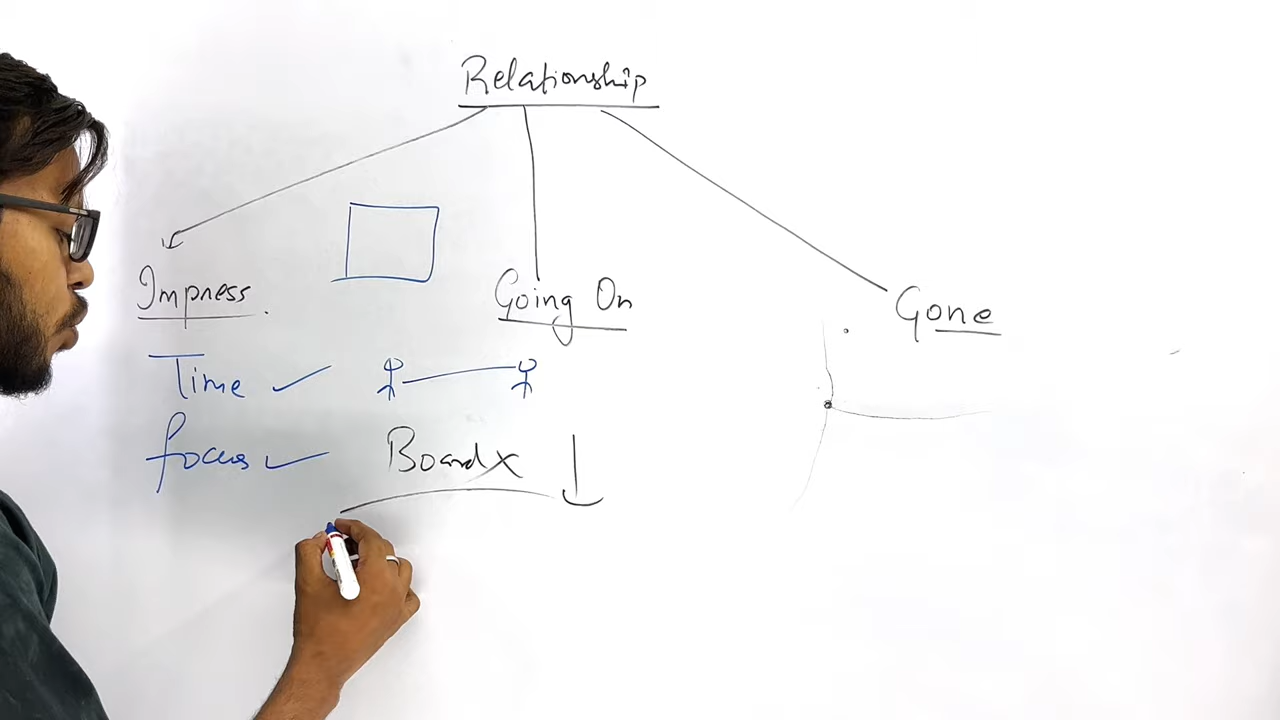 Relationship
Impress.
Going On
Gone
Time ✓
focus ✓
Board x